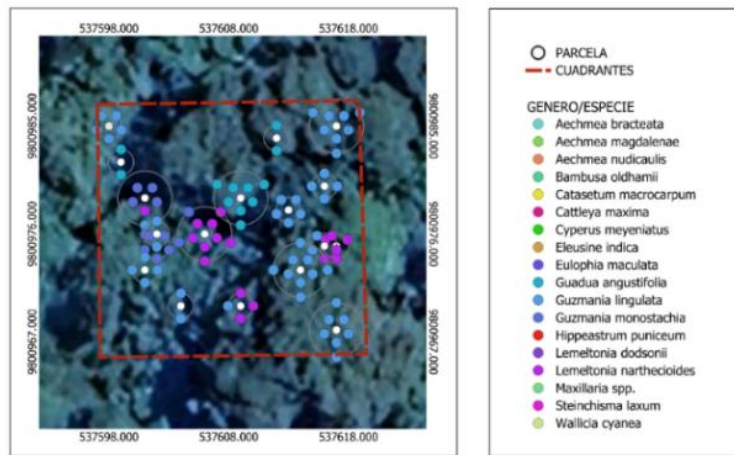 537598.000 537608.000 537618.000
9800985.000
9800976.000
9800967.000
9800985.000
9800976.000
9800967.000
537598.000 537608.000 537618.000
PARCELA
CUADRANTES
GENERO/ESPECIE
Aechmea bracteata
Aechmea magdalenae
Aechmea nudicaulis
Bambusa oldhamii
Catasetum macrocarpum
Cattleya maxima
Cyperus meyeniatus
Eleusine indica
Eulophia maculata
Guadua angustifolia
Guzmania lingulata
Guzmania monostachia
Hippeastrum puniceum
Lemeltonia dodsonii
Lemeltonia narthecioides
Maxillaria spp.
Steinchisma laxum
Wallicia cyanea